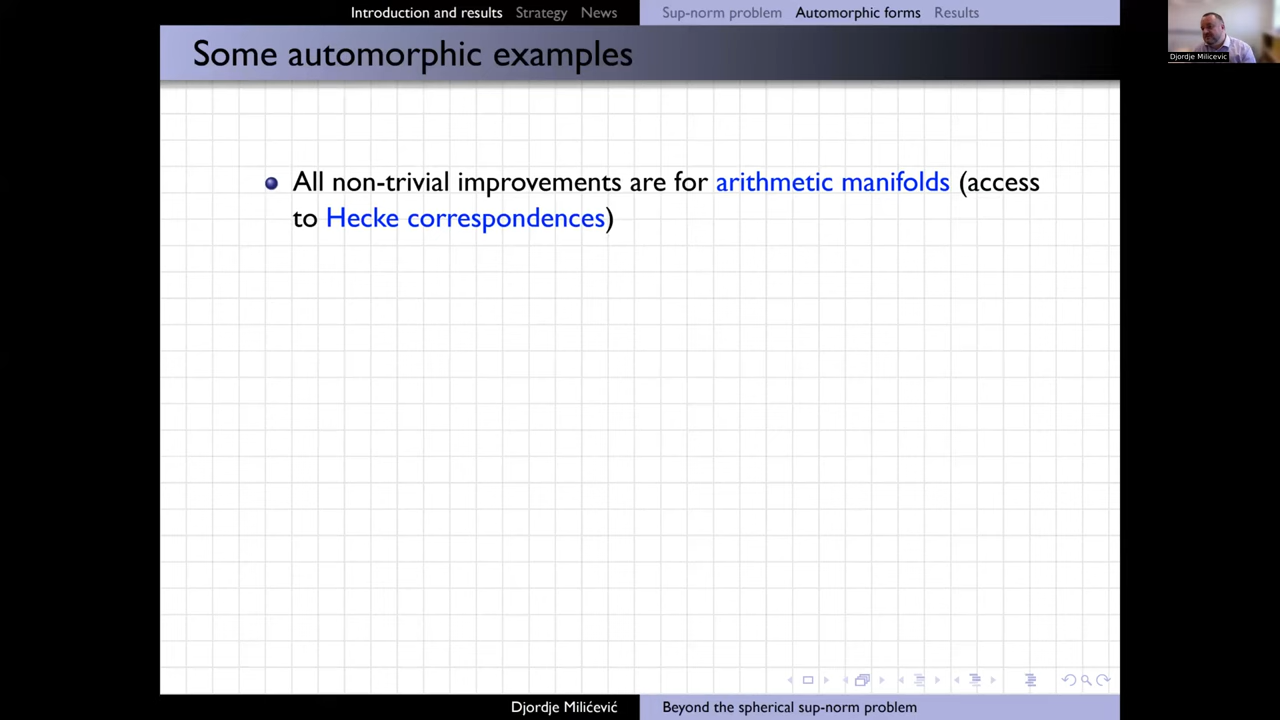 Introduction and results Strategy News Sup-norm problem Automorphic forms Results
Djordje Milicevic
Some automorphic examples
All non-trivial improvements are for arithmetic manifolds (access
to Hecke correspondences)
Djordje Milićević Beyond the spherical sup-norm problem